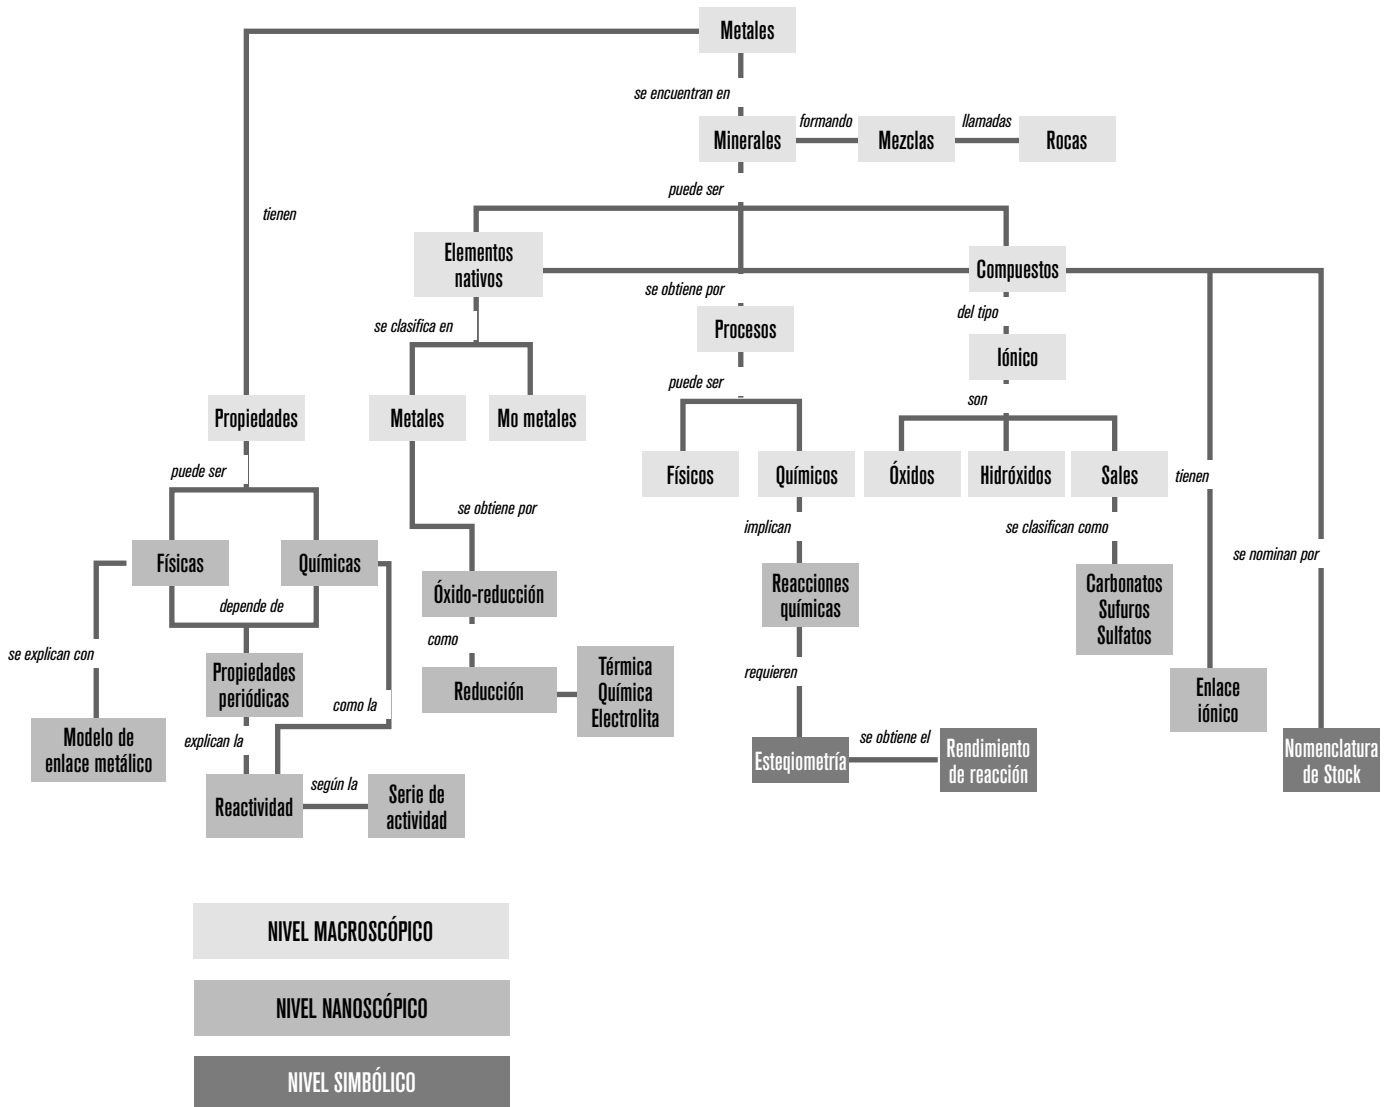 Metales
se encuentran en
formando
llamadas
Minerales
Mezclas
Rocas
puede ser
tienen
Elementos
nativos
Compuestos
se obtiene por
del tipo
se clasifica en
Procesos
Iónico
puede ser
son
Propiedades
Metales
Mo metales
puede ser
Físicos
Químicos
Óxidos
Hidróxidos
Sales
tienen
se obtiene por
implican
se clasifican como
se nominan por
Físicas
Químicas
Óxido-reducción
Reacciones
químicas
Carbonatos
Sufuros
Sulfatos
depende de
como
se explican con
Propiedades
periódicas
Reducción
Térmica
Química
Electrolita
requieren
Enlace
iónico
como la
explican la
se obtiene el
Modelo de
enlace metálico
Esteqiometría
Rendimiento
de reacción
Nomenclatura
de Stock
Reactividad
según la
Serie de
actividad
NIVEL MACROSCÓPICO
NIVEL NANOSCÓPICO
NIVEL SIMBÓLICO